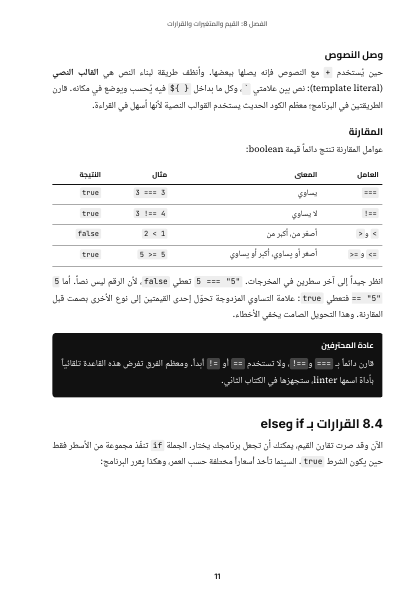 الفصل 8: القيم والمتغيرات والقرارات
وصل النصوص
حين يُستخدم + مع النصوص فإنه يصلها ببعضها. وأنظف طريقة لبناء النص هي القالب النصي
(template literal): نص بين علامتي `، وكل ما بداخل ${ } فيه يُحسب ويوضع في مكانه. قارن
الطريقتين في البرنامج؛ معظم الكود الحديث يستخدم القوالب النصية لأنها أسهل في القراءة.
المقارنة
عوامل المقارنة تنتج دائماً قيمة boolean:
العامل المعنى مثال النتيجة
=== يساوي 3 === 3 true
!== لا يساوي 3 !== 4 true
< و > أصغر من، أكبر من 2 < 1 false
<= و >= أصغر أو يساوي، أكبر أو يساوي 5 >= 5 true
انظر جيداً إلى آخر سطرين في المخرجات. 5 === "5" تعطي false، لأن الرقم ليس نصاً. أما 5
== "5" فتعطي true: علامة التساوي المزدوجة تحوّل إحدى القيمتين إلى نوع الأخرى بصمت قبل
المقارنة. وهذا التحويل الصامت يخفي الأخطاء.
عادة المحترفين
قارن دائماً بـ === و !==، ولا تستخدم == أو != أبداً. ومعظم الفرق تفرض هذه القاعدة تلقائياً
بأداة اسمها linter، ستجهزها في الكتاب الثاني.
8.4 القرارات بـ if وelse
الآن وقد صرت تقارن القيم، يمكنك أن تجعل برنامجك يختار. الجملة if تنفّذ مجموعة من الأسطر فقط
حين يكون الشرط true. السينما تأخذ أسعاراً مختلفة حسب العمر، وهكذا يقرر البرنامج:
11